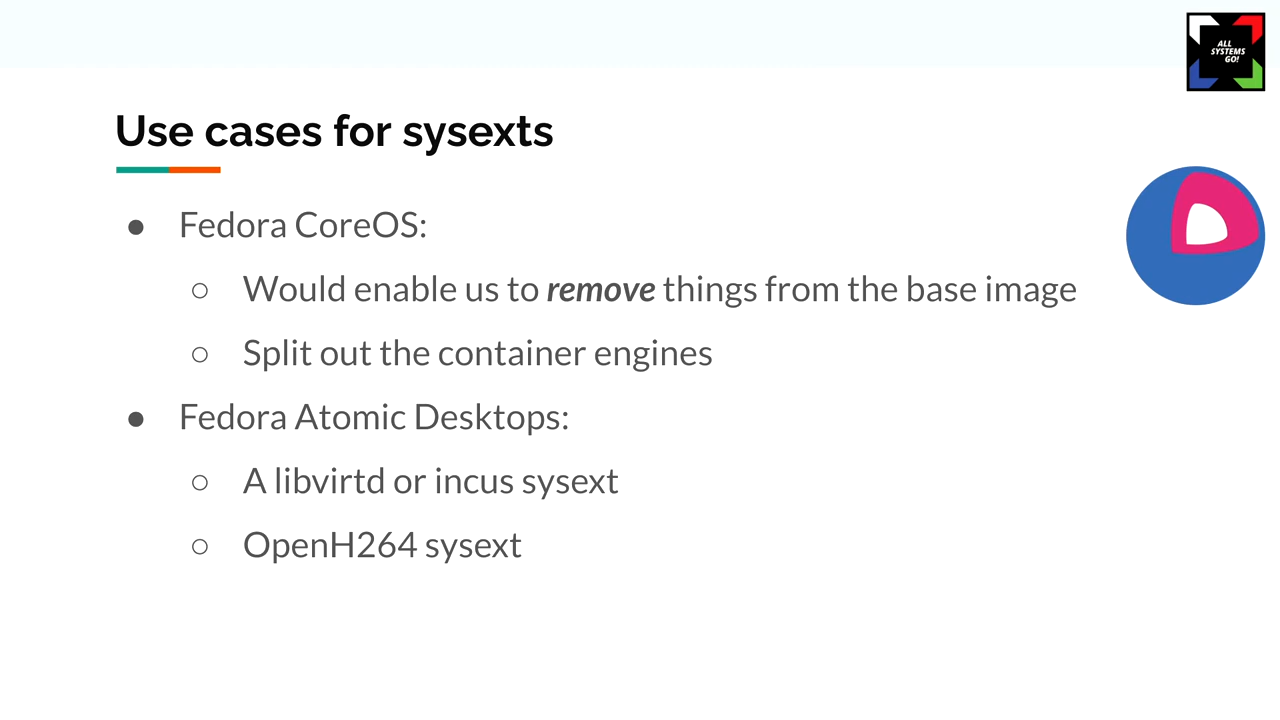 ALL
SYSTEMS
GO!
Use cases for sysexts
● Fedora CoreOS:
○ Would enable us to remove things from the base image
○ Split out the container engines
● Fedora Atomic Desktops:
○ A libvirtd or incus sysext
○ OpenH264 sysext